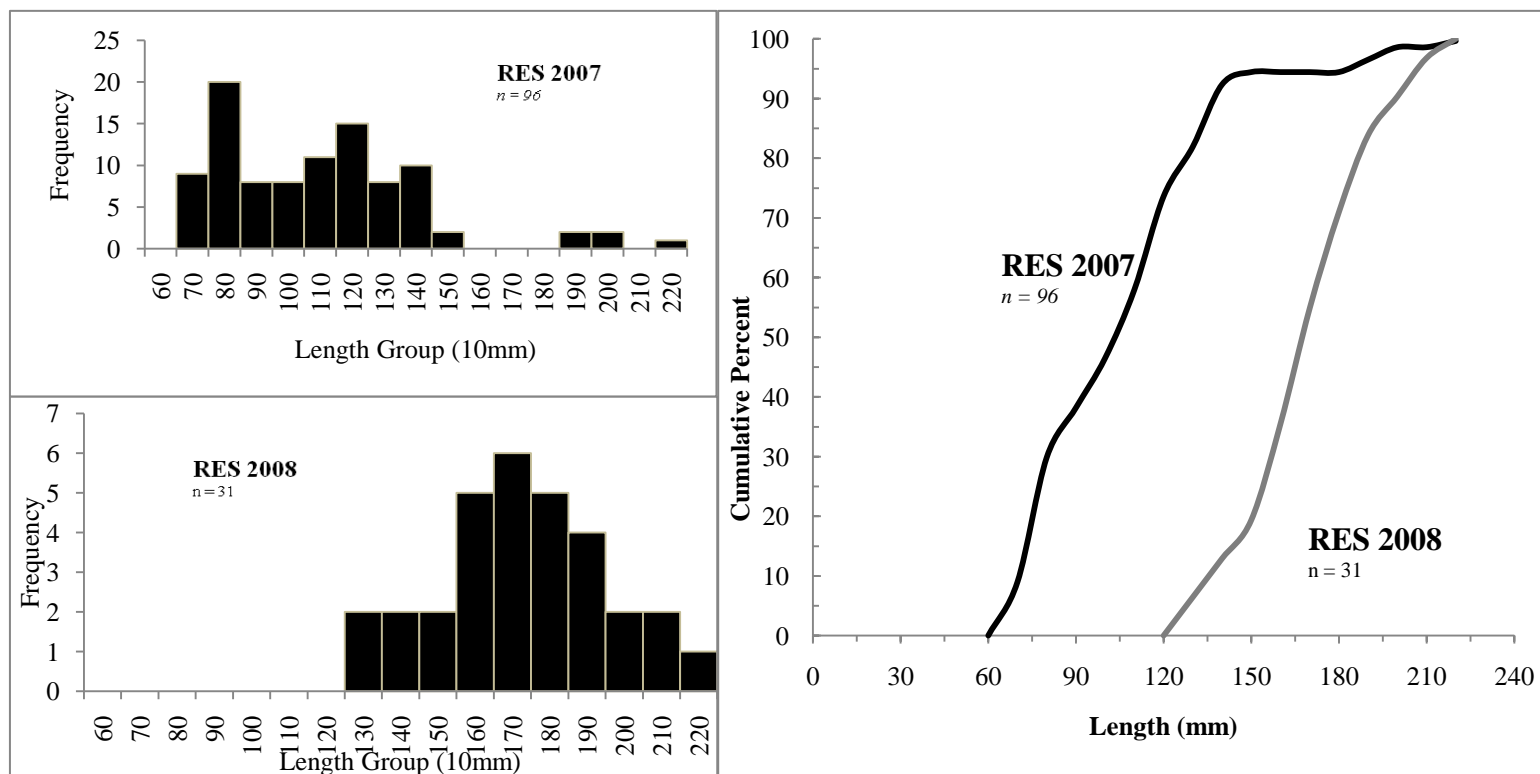 25
20
15
10
5
0
Frequency
RES 2007
n = 96
60 70 80 90 100 110 120 130 140 150 160 170 180 190 200 210 220
Length Group (10mm)
7
6
5
4
3
2
1
0
Frequency
RES 2008
n = 31
60 70 80 90 100 110 120 130 140 150 160 170 180 190 200 210 220
Length Group (10mm)
100
90
80
70
60
50
40
30
20
10
0
Cumulative Percent
RES 2007
n = 96
RES 2008
n = 31
0 30 60 90 120 150 180 210 240
Length (mm)